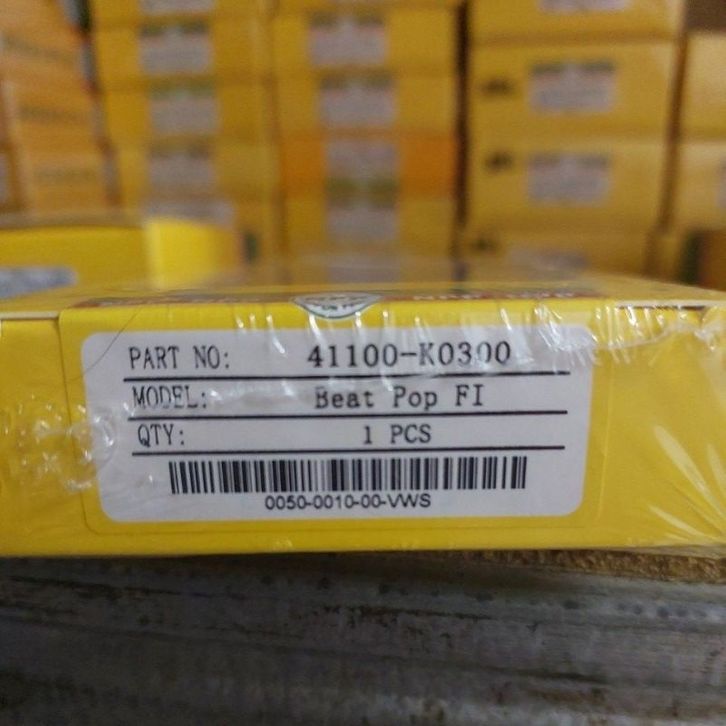 PART NO: 41100-K0300
MODEL: Beat Pop FI
QTY: 1 PCS
0050-0010-00-VWS